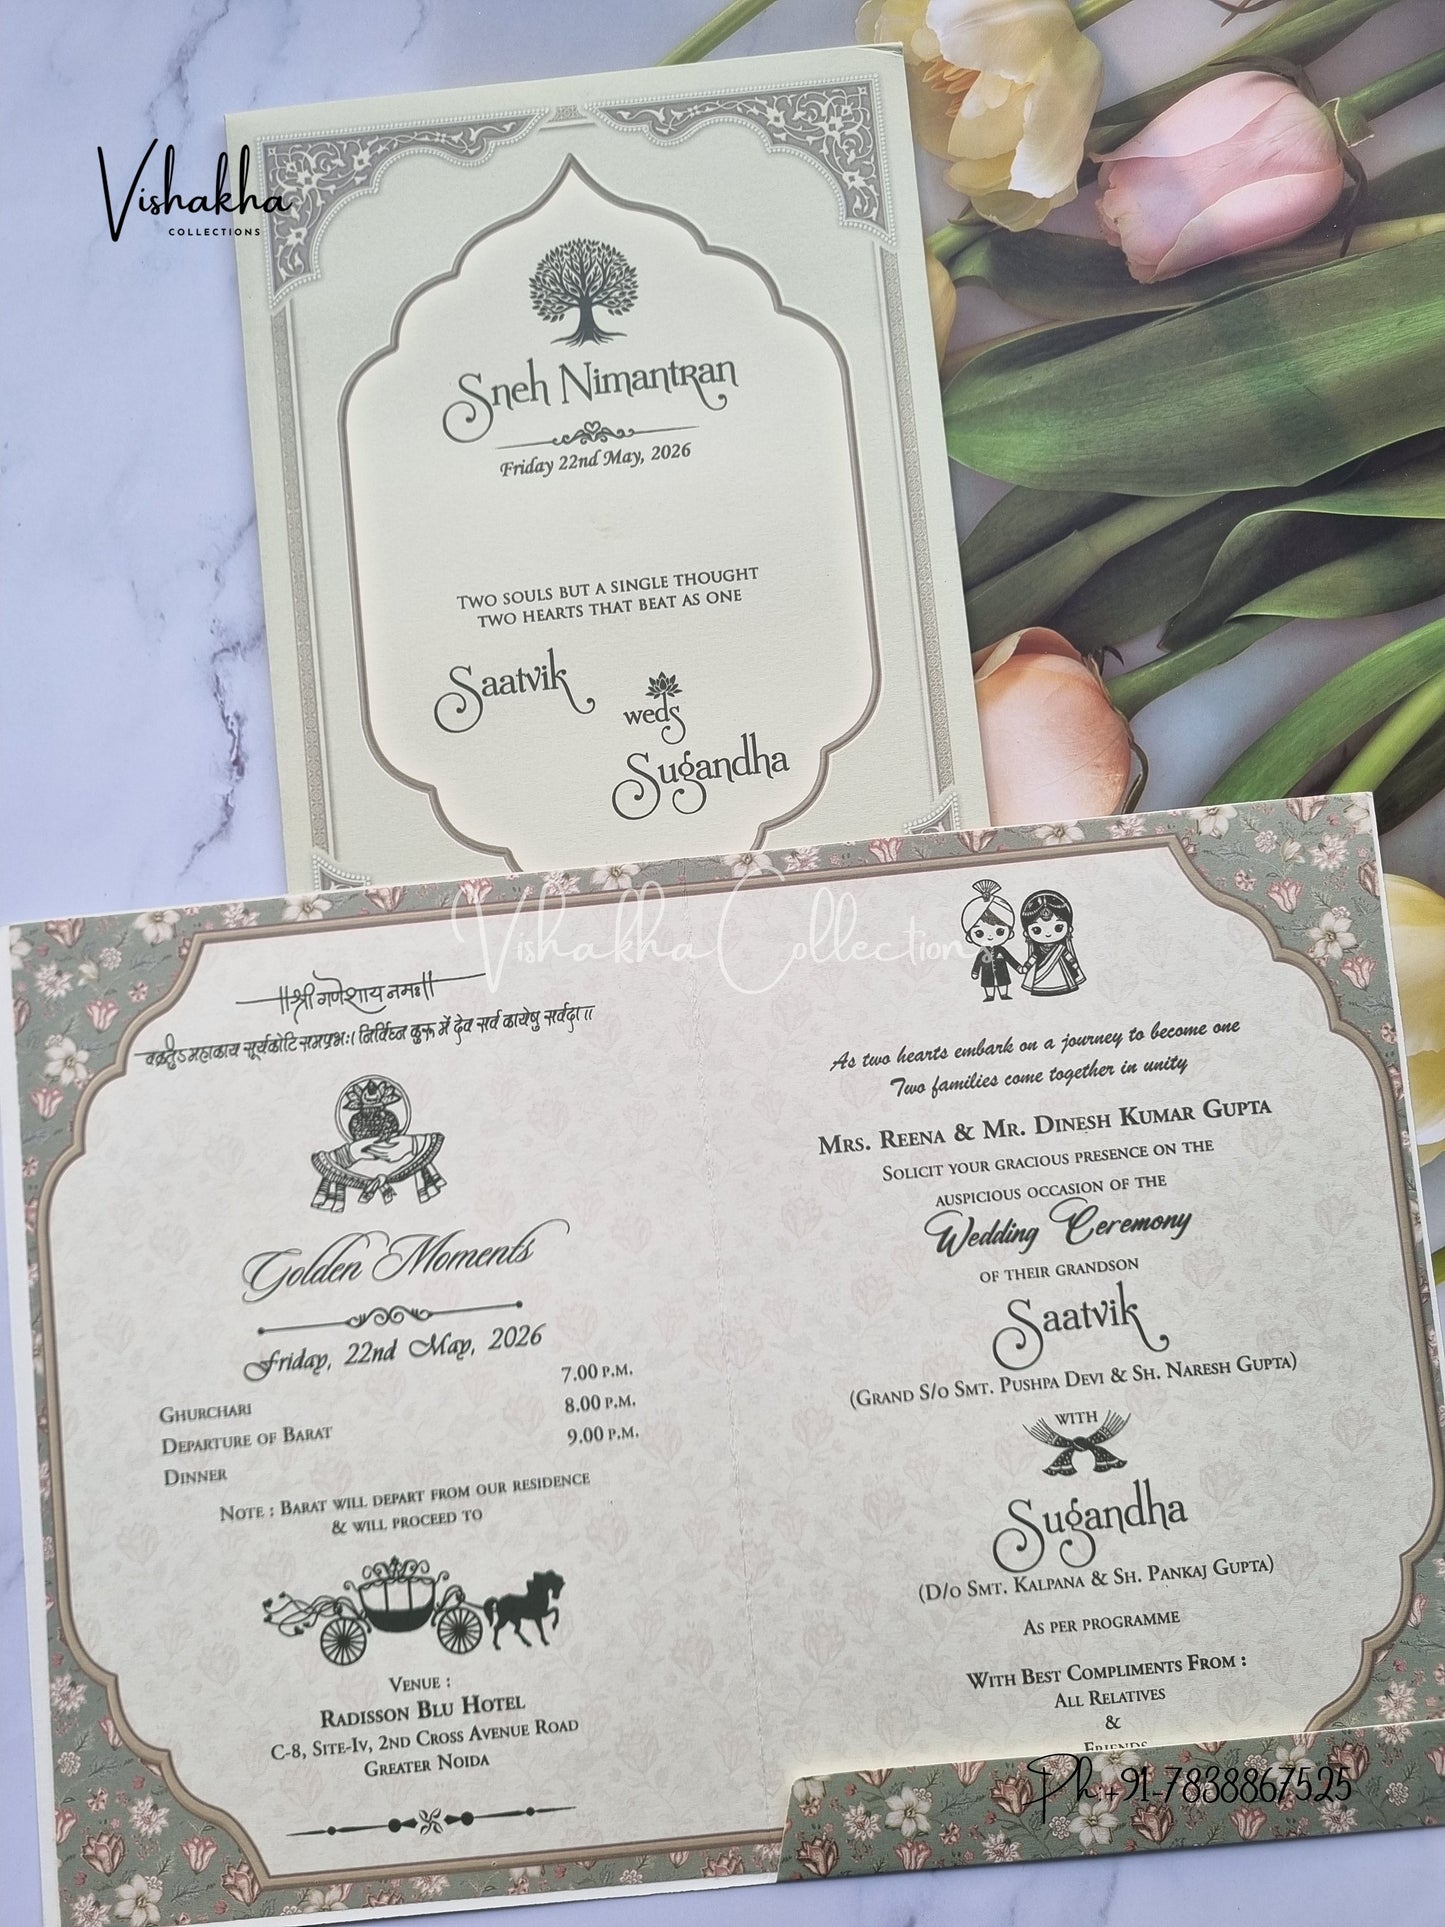 Vishakha
COLLECTIONS
Sneh Nimantran
Friday 22nd May, 2026
TWO SOULS BUT A SINGLE THOUGHT
TWO HEARTS THAT BEAT AS ONE
Saatvik
weds
Sugandha
Vishakha Collections
||श्री गणेशाय नमः||
वक्रतुंऽ महाकाय सूर्यकोटि समप्रभः। निर्विघ्न कुरू में देव सर्व कायेषु सर्वदा॥
Golden Moments
Friday, 22nd May, 2026
7.00 P.M.
GHURCHARI 8.00 P.M.
DEPARTURE OF BARAT 9.00 P.M.
DINNER
NOTE : BARAT WILL DEPART FROM OUR RESIDENCE
& WILL PROCEED TO
VENUE :
RADISSON BLU HOTEL
C-8, SITE-IV, 2ND CROSS AVENUE ROAD
GREATER NOIDA
As two hearts embark on a journey to become one
Two families come together in unity
MRS. REENA & MR. DINESH KUMAR GUPTA
SOLICIT YOUR GRACIOUS PRESENCE ON THE
AUSPICIOUS OCCASION OF THE
Wedding Ceremony
OF THEIR GRANDSON
Saatvik
(GRAND S/O SMT. PUSHPA DEVI & SH. NARESH GUPTA)
WITH
Sugandha
(D/O SMT. KALPANA & SH. PANKAJ GUPTA)
AS PER PROGRAMME
WITH BEST COMPLIMENTS FROM :
ALL RELATIVES
&
FRIENDS
Ph:+91-7838867525